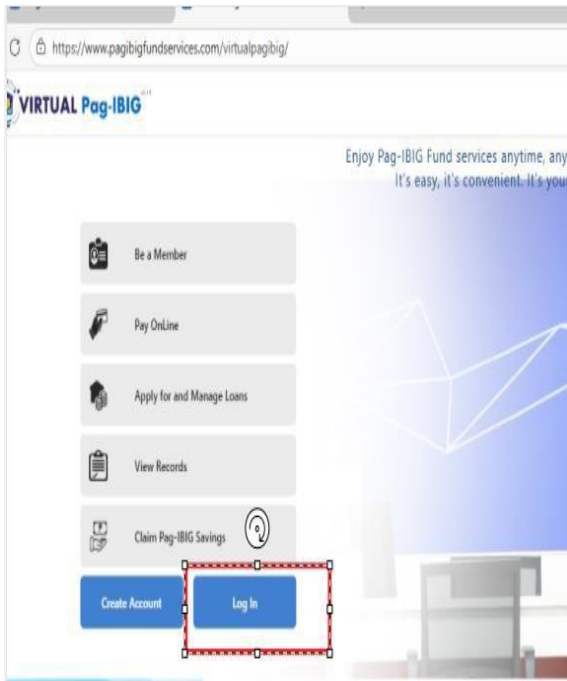 https://www.pagibigfundservices.com/virtualpagibig/
VIRTUAL Pag-IBIG
Enjoy Pag-IBIG Fund services anytime, any
It's easy, it's convenient. It's your
Be a Member
Pay OnLine
Apply for and Manage Loans
View Records
Claim Pag-IBIG Savings
Create Account
Log In